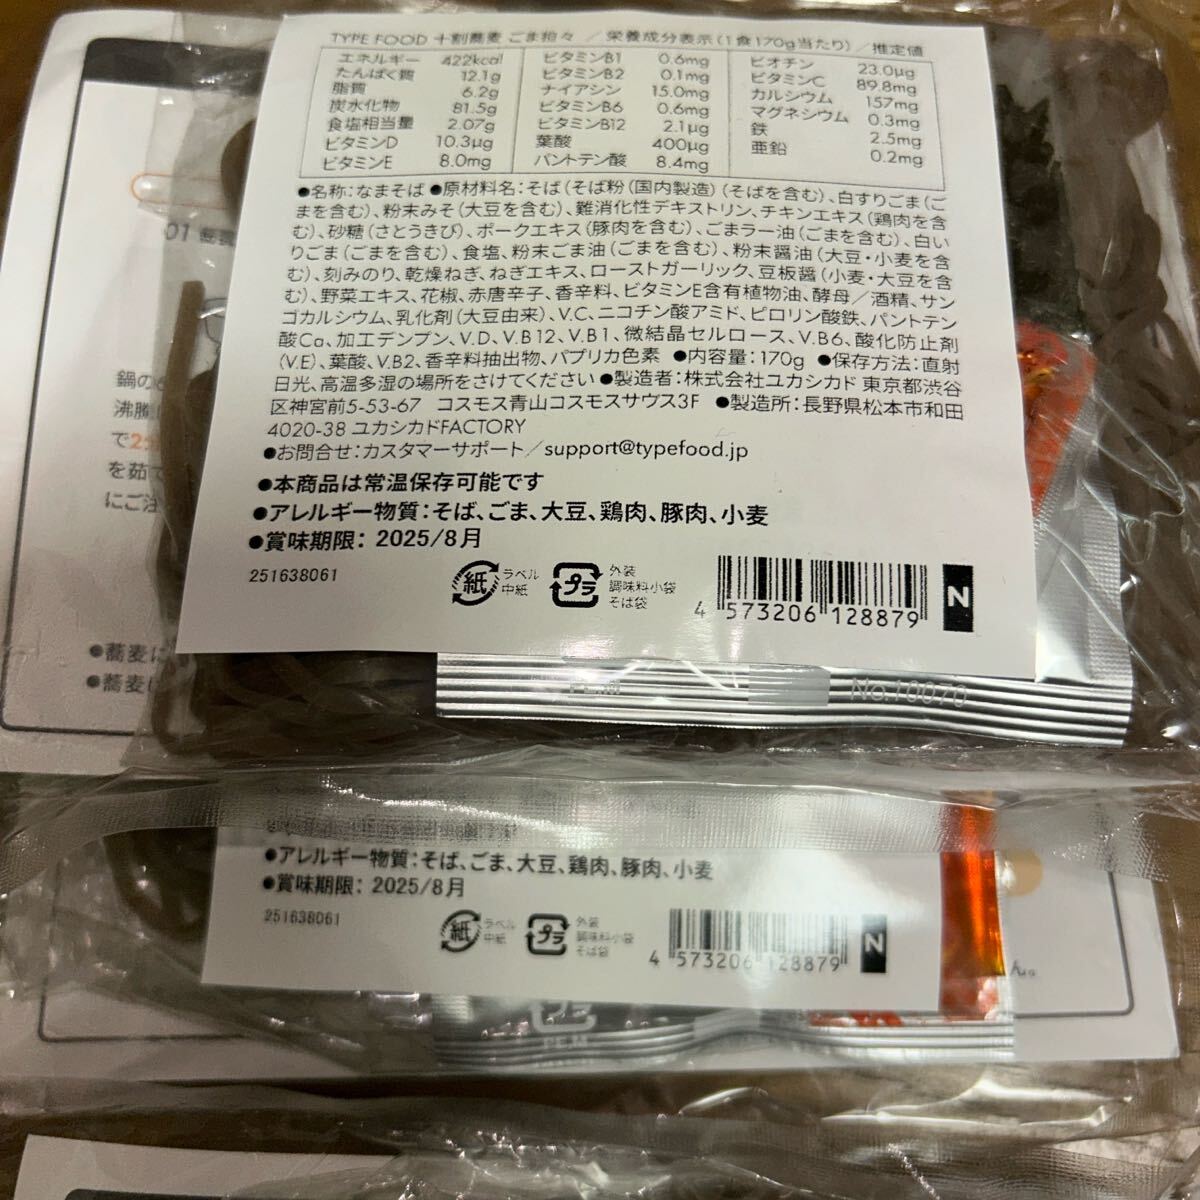 TYPE FOOD 十割蕎麦 ごま担々 ／栄養成分表示(1食170g当たり)／推定値
エネルギー 422kcal
たんぱく質 12.1g
脂質 6.2g
炭水化物 81.5g
食塩相当量 2.07g
ビタミンD 10.3μg
ビタミンE 8.0mg
ビタミンB1 0.6mg
ビタミンB2 0.1mg
ナイアシン 15.0mg
ビタミンB6 0.6mg
ビタミンB12 2.1μg
葉酸 400μg
パントテン酸 8.4mg
ビオチン 23.0μg
ビタミンC 89.8mg
カルシウム 157mg
マグネシウム 0.3mg
鉄 2.5mg
亜鉛 0.2mg
●名称:なまそば ●原材料名:そば(そば粉(国内製造)(そばを含む)、白すりごま(ご
まを含む)、粉末みそ(大豆を含む)、難消化性デキストリン、チキンエキス(鶏肉を含
む)、砂糖(さとうきび)、ポークエキス(豚肉を含む)、ごまラー油(ごまを含む)、白い
りごま(ごまを含む)、食塩、粉末ごま油(ごまを含む)、粉末醤油(大豆・小麦を含
む)、刻みのり、乾燥ねぎ、ねぎエキス、ローストガーリック、豆板醤(小麦・大豆を含
む)、野菜エキス、花椒、赤唐辛子、香辛料、ビタミンE含有植物油、酵母／酒精、サン
ゴカルシウム、乳化剤(大豆由来)、V.C、ニコチン酸アミド、ピロリン酸鉄、パントテン
酸Ca、加工デンプン、V.D、V.B12、V.B1、微結晶セルロース、V.B6、酸化防止剤
(V.E)、葉酸、V.B2、香辛料抽出物、パプリカ色素 ●内容量:170g ●保存方法:直射
日光、高温多湿の場所をさけてください ●製造者:株式会社ユカシカド 東京都渋谷
区神宮前5-53-67 コスモス青山コスモスサウス3F ●製造所:長野県松本市和田
4020-38 ユカシカドFACTORY
●お問合せ:カスタマーサポート／support@typefood.jp
●本商品は常温保存可能です
●アレルギー物質:そば、ごま、大豆、鶏肉、豚肉、小麦
●賞味期限: 2025/8月
251638061
紙 ラベル
中紙
プラ 外装
調味料小袋
そば袋
4 573206 128879
N
No.10070
01
鍋の
沸騰
で2
を茹で
にご注
●蕎麦に
●蕎麦
●アレルギー物質:そば、ごま、大豆、鶏肉、豚肉、小麦
●賞味期限: 2025/8月
251638061
紙 ラベル
中紙
プラ 外装
調味料小袋
そば袋
4 573206 128879
N